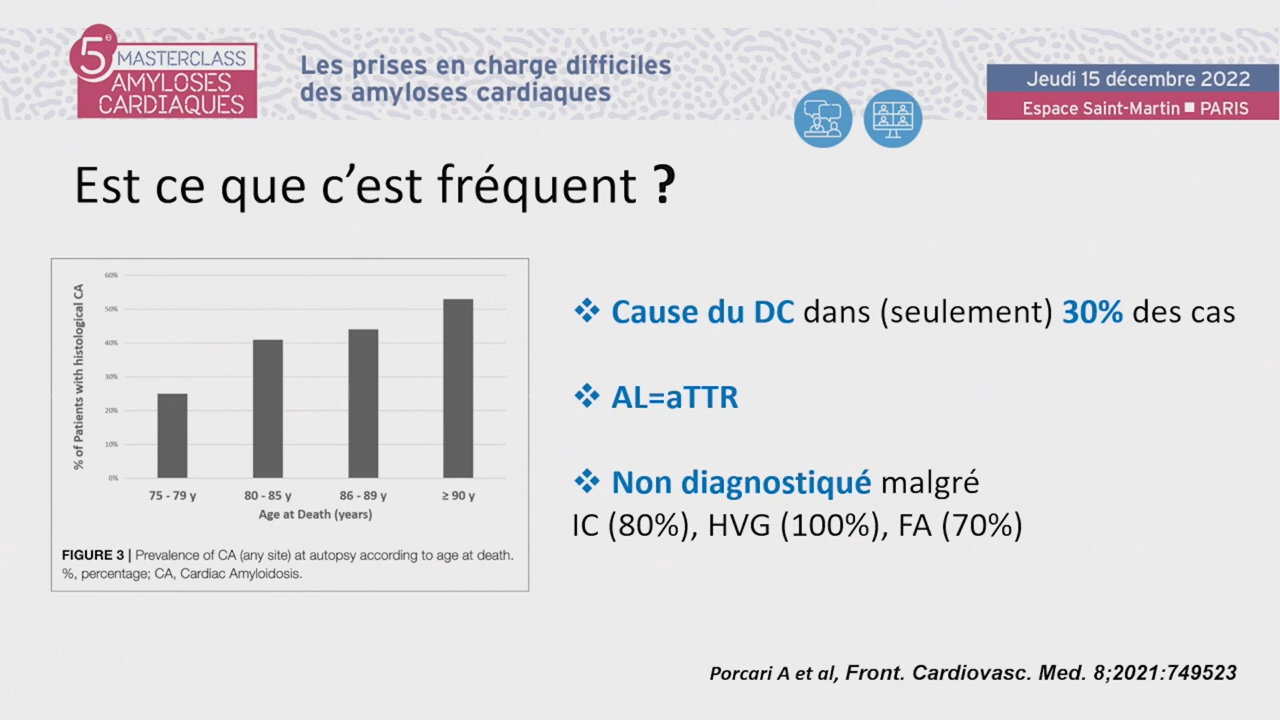 5e MASTERCLASS
AMYLOSES
CARDIAQUES
Les prises en charge difficiles
des amyloses cardiaques
Jeudi 15 décembre 2022
Espace Saint-Martin ■ PARIS
Est ce que c’est fréquent ?
% of Patients with histological CA
60%
50%
40%
30%
20%
10%
0%
75 - 79 y
80 - 85 y
86 - 89 y
≥ 90 y
Age at Death (years)
FIGURE 3 | Prevalence of CA (any site) at autopsy according to age at death.
%, percentage; CA, Cardiac Amyloidosis.
❖ Cause du DC dans (seulement) 30% des cas
❖ AL=aTTR
❖ Non diagnostiqué malgré
IC (80%), HVG (100%), FA (70%)
Porcari A et al, Front. Cardiovasc. Med. 8;2021:749523